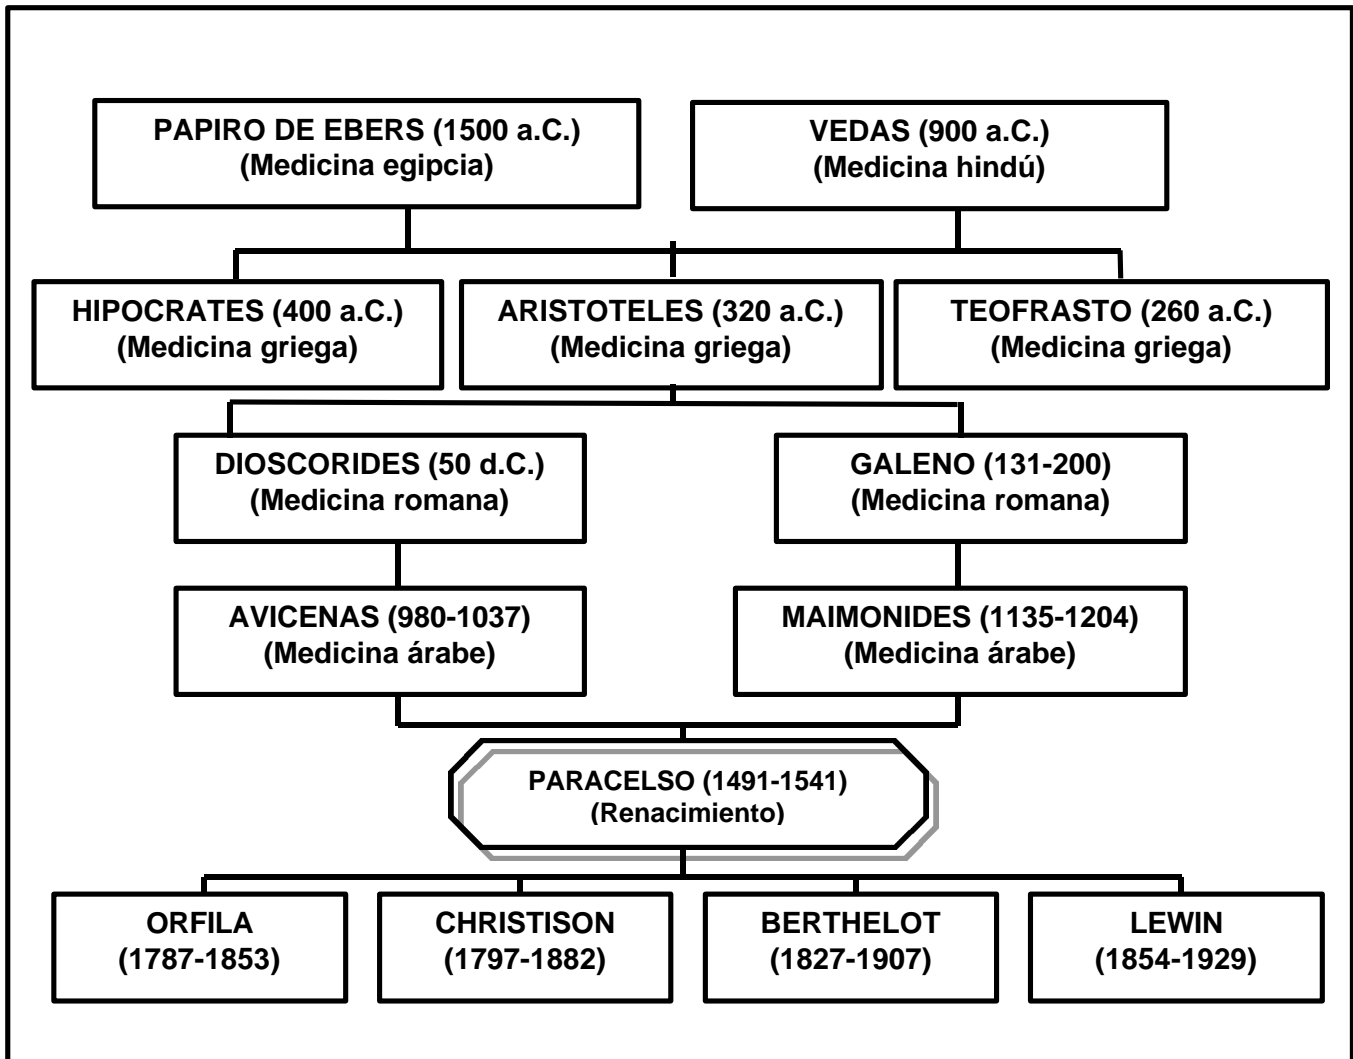 PAPIRO DE EBERS (1500 a.C.)
(Medicina egipcia)
VEDAS (900 a.C.)
(Medicina hindú)
HIPOCRATES (400 a.C.)
(Medicina griega)
ARISTOTELES (320 a.C.)
(Medicina griega)
TEOFRASTO (260 a.C.)
(Medicina griega)
DIOSCORIDES (50 d.C.)
(Medicina romana)
GALENO (131-200)
(Medicina romana)
AVICENAS (980-1037)
(Medicina árabe)
MAIMONIDES (1135-1204)
(Medicina árabe)
PARACELSO (1491-1541)
(Renacimiento)
ORFILA
(1787-1853)
CHRISTISON
(1797-1882)
BERTHELOT
(1827-1907)
LEWIN
(1854-1929)